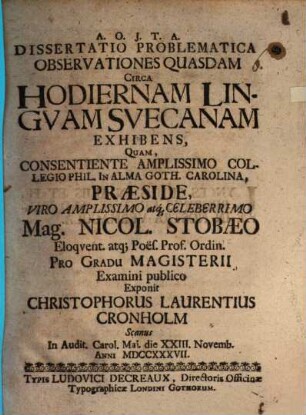 A. O. J. T. A.
DISSERTATIO PROBLEMATICA
OBSERVATIONES QUASDAM
CIRCA
HODIERNAM LIN-
GVAM SVECANAM
EXHIBENS,
QUAM,
CONSENTIENTE AMPLISSIMO COL-
LEGIO PHIL. IN ALMA GOTH. CAROLINA,
PRÆSIDE,
VIRO AMPLISSIMO atq; CELEBERRIMO
Mag. NICOL. STOBÆO
Eloqvent. atq; Poës. Prof. Ordin.
PRO GRADU MAGISTERII
Examini publico
Exponit
CHRISTOPHORUS LAURENTIUS
CRONHOLM
Scanus
In Audit. Carol. Maj. die XXIII. Novemb.
ANNI MDCCXXXVII.
TYPIS LUDOVICI DECREAUX, Directoris Officinæ
Typographicæ LONDINI GOTHORUM.